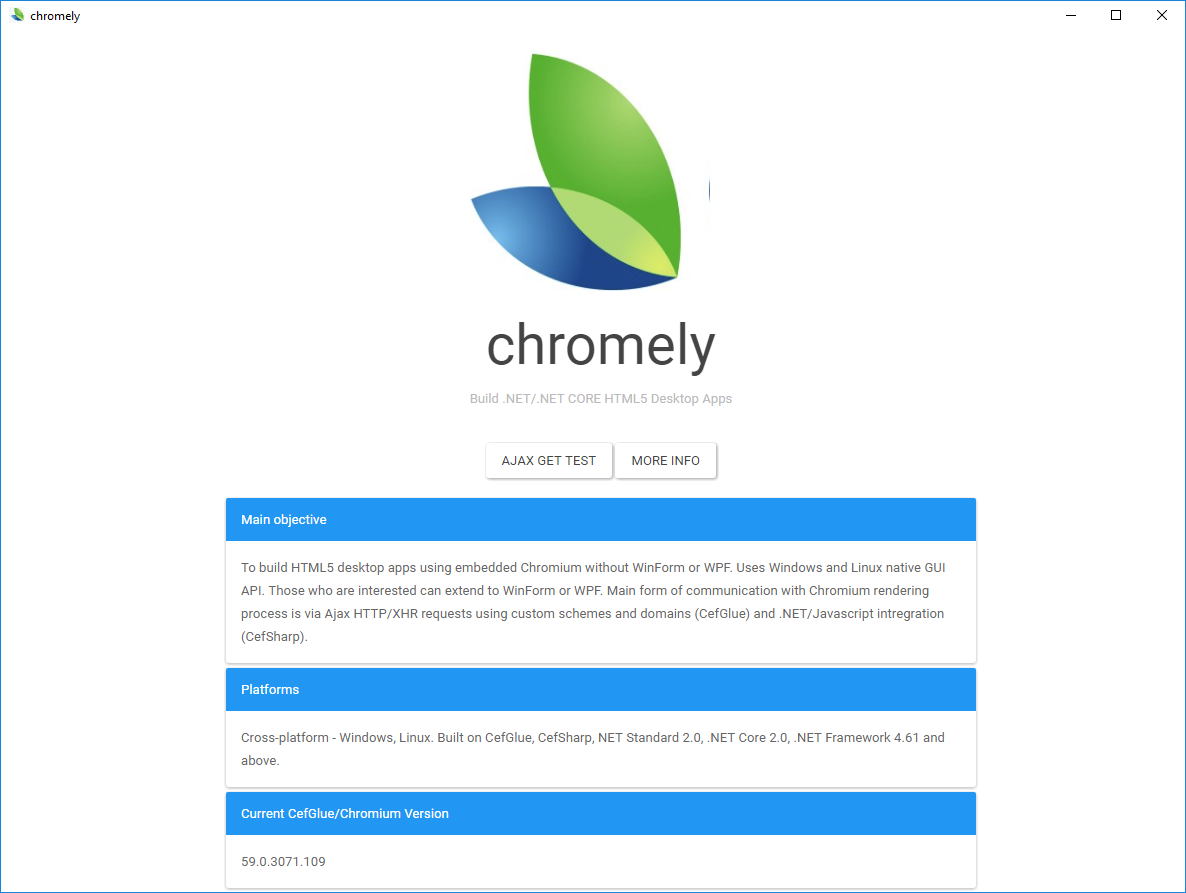 chromely
chromely
Build .NET/.NET CORE HTML5 Desktop Apps
AJAX GET TEST MORE INFO
Main objective
To build HTML5 desktop apps using embedded Chromium without WinForm or WPF. Uses Windows and Linux native GUI
API. Those who are interested can extend to WinForm or WPF. Main form of communication with Chromium rendering
process is via Ajax HTTP/XHR requests using custom schemes and domains (CefGlue) and .NET/Javascript intregration
(CefSharp).
Platforms
Cross-platform - Windows, Linux. Built on CefGlue, CefSharp, NET Standard 2.0, .NET Core 2.0, .NET Framework 4.61 and
above.
Current CefGlue/Chromium Version
59.0.3071.109